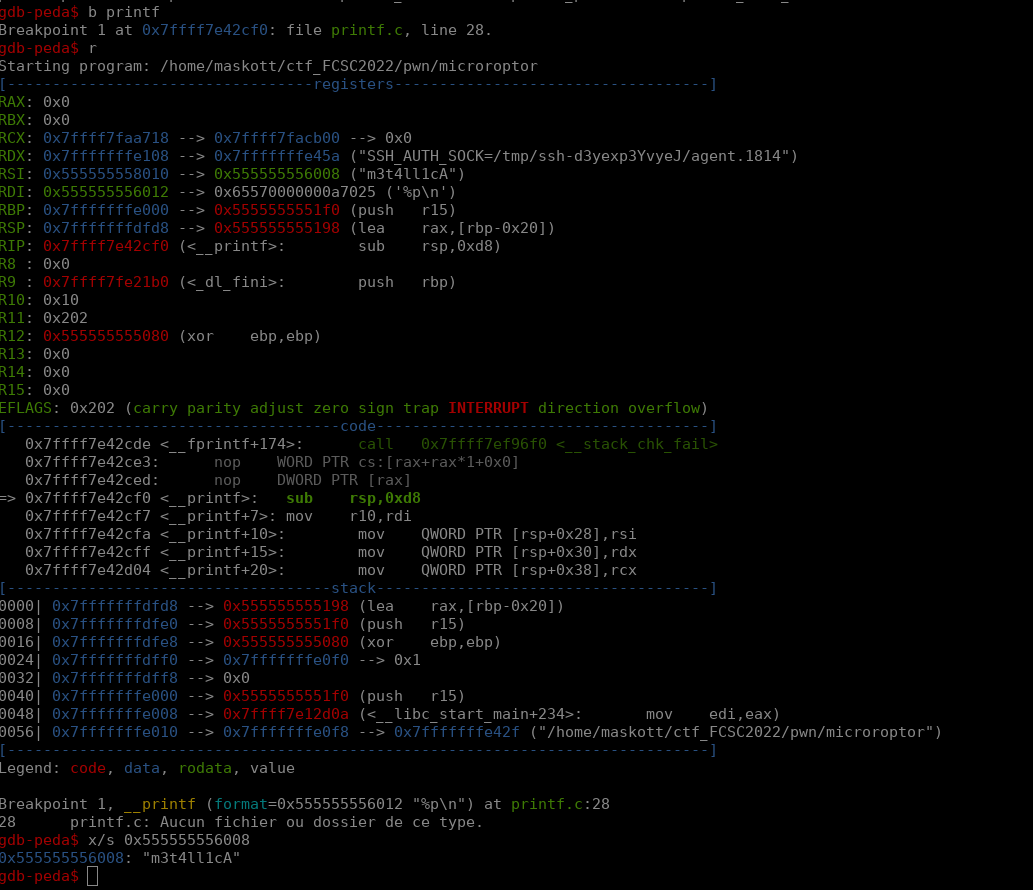 gdb-peda$ b printf
Breakpoint 1 at 0x7ffff7e42cf0: file printf.c, line 28.
gdb-peda$ r
Starting program: /home/maskott/ctf_FCSC2022/pwn/microroptor
[----------------------------------registers-----------------------------------]
RAX: 0x0
RBX: 0x0
RCX: 0x7ffff7faa718 --> 0x7ffff7facb00 --> 0x0
RDX: 0x7fffffffe108 --> 0x7fffffffe45a ("SSH_AUTH_SOCK=/tmp/ssh-d3yexp3YvyeJ/agent.1814")
RSI: 0x555555558010 --> 0x555555556008 ("m3t4ll1cA")
RDI: 0x555555556012 --> 0x65570000000a7025 ('%p\n')
RBP: 0x7fffffffe000 --> 0x5555555551f0 (push   r15)
RSP: 0x7fffffffdfd8 --> 0x555555555198 (lea    rax,[rbp-0x20])
RIP: 0x7ffff7e42cf0 (<__printf>:        sub    rsp,0xd8)
R8 : 0x0
R9 : 0x7ffff7fe21b0 (<_dl_fini>:        push   rbp)
R10: 0x10
R11: 0x202
R12: 0x555555555080 (xor    ebp,ebp)
R13: 0x0
R14: 0x0
R15: 0x0
EFLAGS: 0x202 (carry parity adjust zero sign trap INTERRUPT direction overflow)
[-------------------------------------code-------------------------------------]
   0x7ffff7e42cde <__fprintf+174>:      call   0x7ffff7ef96f0 <__stack_chk_fail>
   0x7ffff7e42ce3:      nop    WORD PTR cs:[rax+rax*1+0x0]
   0x7ffff7e42ced:      nop    DWORD PTR [rax]
=> 0x7ffff7e42cf0 <__printf>:   sub    rsp,0xd8
   0x7ffff7e42cf7 <__printf+7>: mov    r10,rdi
   0x7ffff7e42cfa <__printf+10>:        mov    QWORD PTR [rsp+0x28],rsi
   0x7ffff7e42cff <__printf+15>:        mov    QWORD PTR [rsp+0x30],rdx
   0x7ffff7e42d04 <__printf+20>:        mov    QWORD PTR [rsp+0x38],rcx
[------------------------------------stack-------------------------------------]
0000| 0x7fffffffdfd8 --> 0x555555555198 (lea    rax,[rbp-0x20])
0008| 0x7fffffffdfe0 --> 0x5555555551f0 (push   r15)
0016| 0x7fffffffdfe8 --> 0x555555555080 (xor    ebp,ebp)
0024| 0x7fffffffdff0 --> 0x7fffffffe0f0 --> 0x1
0032| 0x7fffffffdff8 --> 0x0
0040| 0x7fffffffe000 --> 0x5555555551f0 (push   r15)
0048| 0x7fffffffe008 --> 0x7ffff7e12d0a (<__libc_start_main+234>:       mov    edi,eax)
0056| 0x7fffffffe010 --> 0x7fffffffe0f8 --> 0x7fffffffe42f ("/home/maskott/ctf_FCSC2022/pwn/microroptor")
[------------------------------------------------------------------------------]
Legend: code, data, rodata, value
Breakpoint 1, __printf (format=0x555555556012 "%p\n") at printf.c:28
28      printf.c: Aucun fichier ou dossier de ce type.
gdb-peda$ x/s 0x555555556008
0x555555556008: "m3t4ll1cA"
gdb-peda$